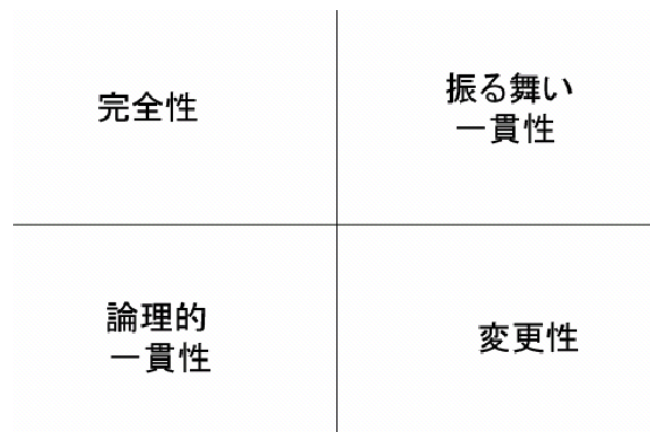 完全性
振る舞い
一貫性
論理的
一貫性
変更性